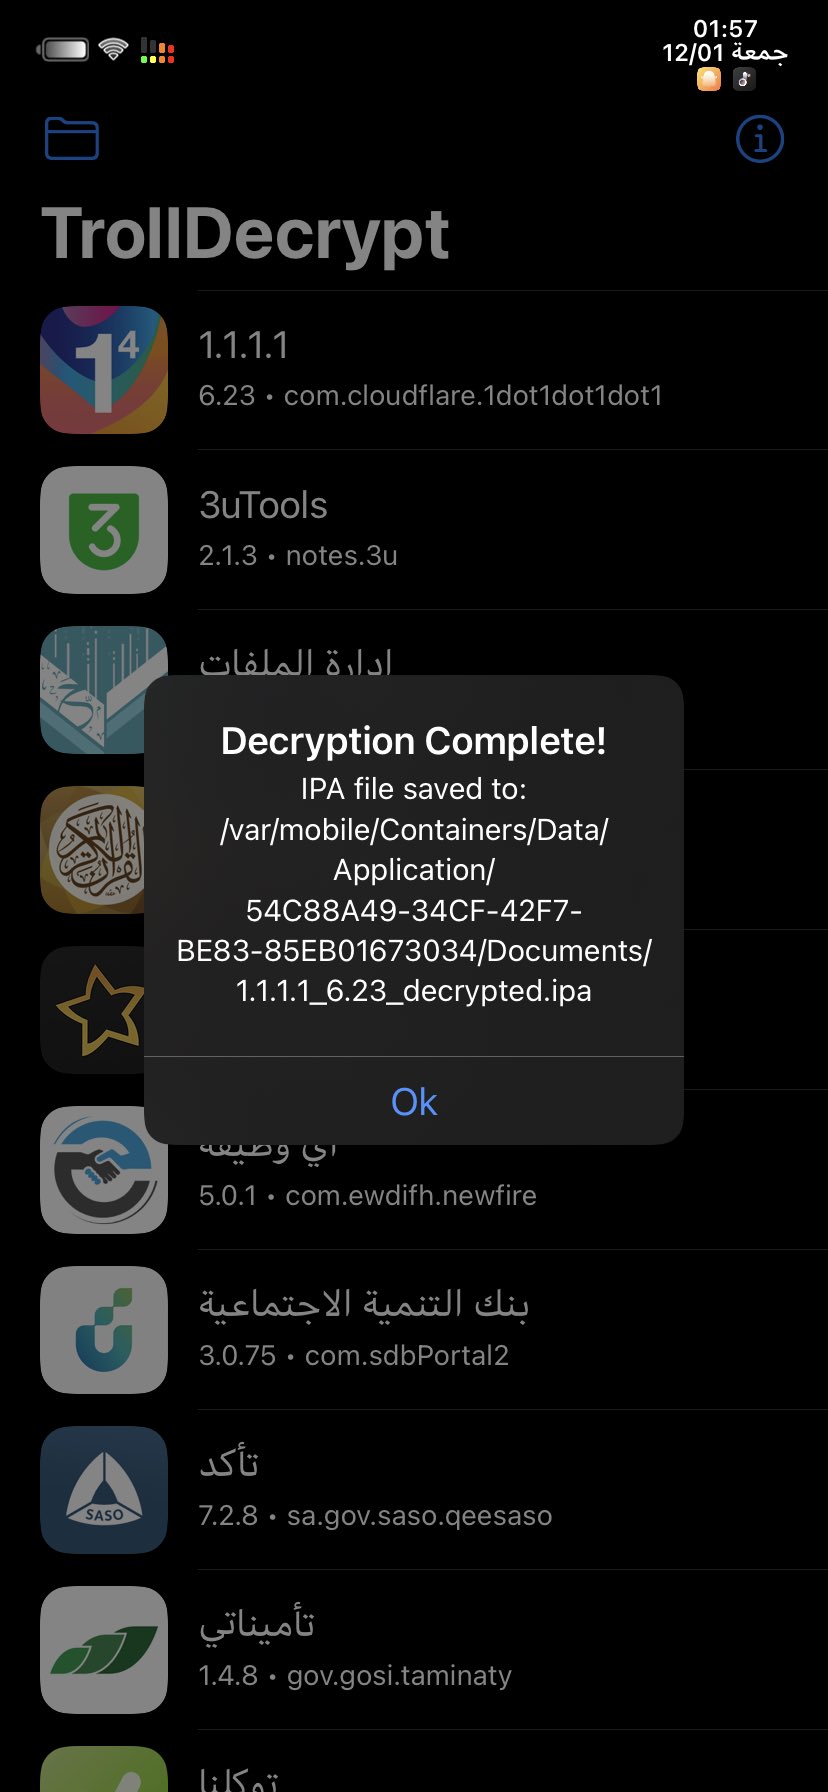 01:57
جمعة 12/01
TrollDecrypt
1⁴
1.1.1.1
6.23 • com.cloudflare.1dot1dot1dot1
3
3uTools
2.1.3 • notes.3u
ادارة الملفات
Decryption Complete!
IPA file saved to:
/var/mobile/Containers/Data/
Application/
54C88A49-34CF-42F7-
BE83-85EB01673034/Documents/
1.1.1.1_6.23_decrypted.ipa
Ok
أي وظيفة
5.0.1 • com.ewdifh.newfire
بنك التنمية الاجتماعية
3.0.75 • com.sdbPortal2
تأكد
SASO
7.2.8 • sa.gov.saso.qeesaso
تأميناتي
1.4.8 • gov.gosi.taminaty
توكلنا